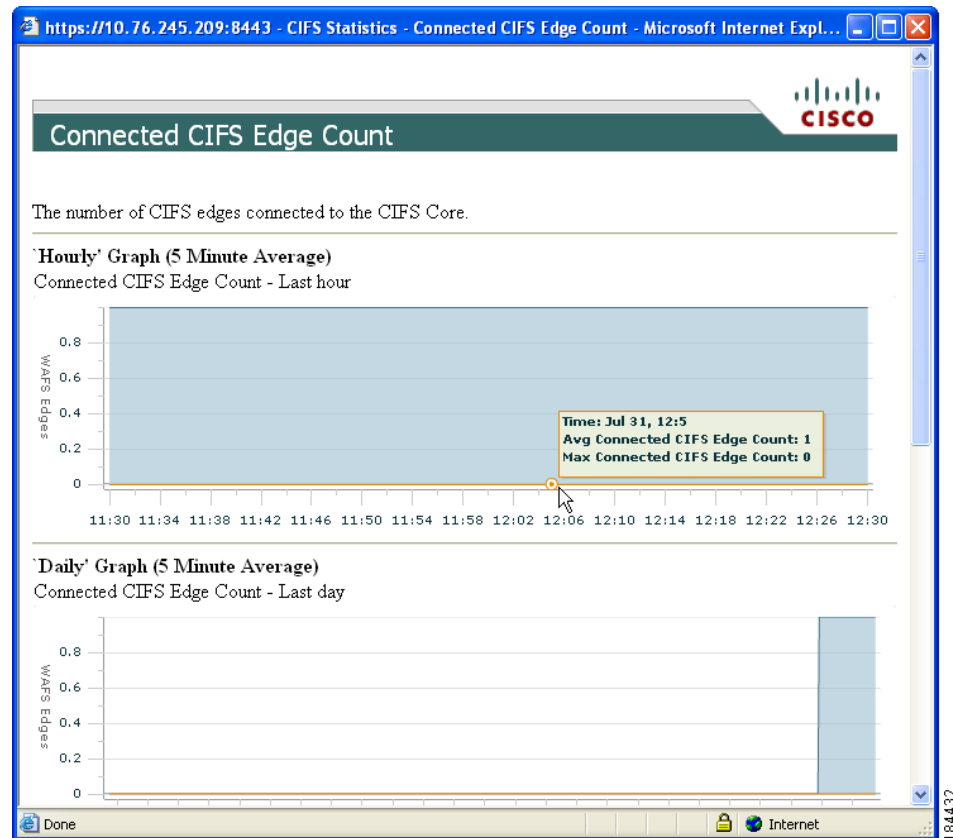 https://10.76.245.209:8443 - CIFS Statistics - Connected CIFS Edge Count - Microsoft Internet Expl...
CISCO
Connected CIFS Edge Count
The number of CIFS edges connected to the CIFS Core.
`Hourly' Graph (5 Minute Average)
Connected CIFS Edge Count - Last hour
WAFS Edges
0.8
0.6
0.4
0.2
0
Time: Jul 31, 12:5
Avg Connected CIFS Edge Count: 1
Max Connected CIFS Edge Count: 0
11:30 11:34 11:38 11:42 11:46 11:50 11:54 11:58 12:02 12:06 12:10 12:14 12:18 12:22 12:26 12:30
`Daily' Graph (5 Minute Average)
Connected CIFS Edge Count - Last day
WAFS Edges
0.8
0.6
0.4
0.2
0
Done
Internet
184432